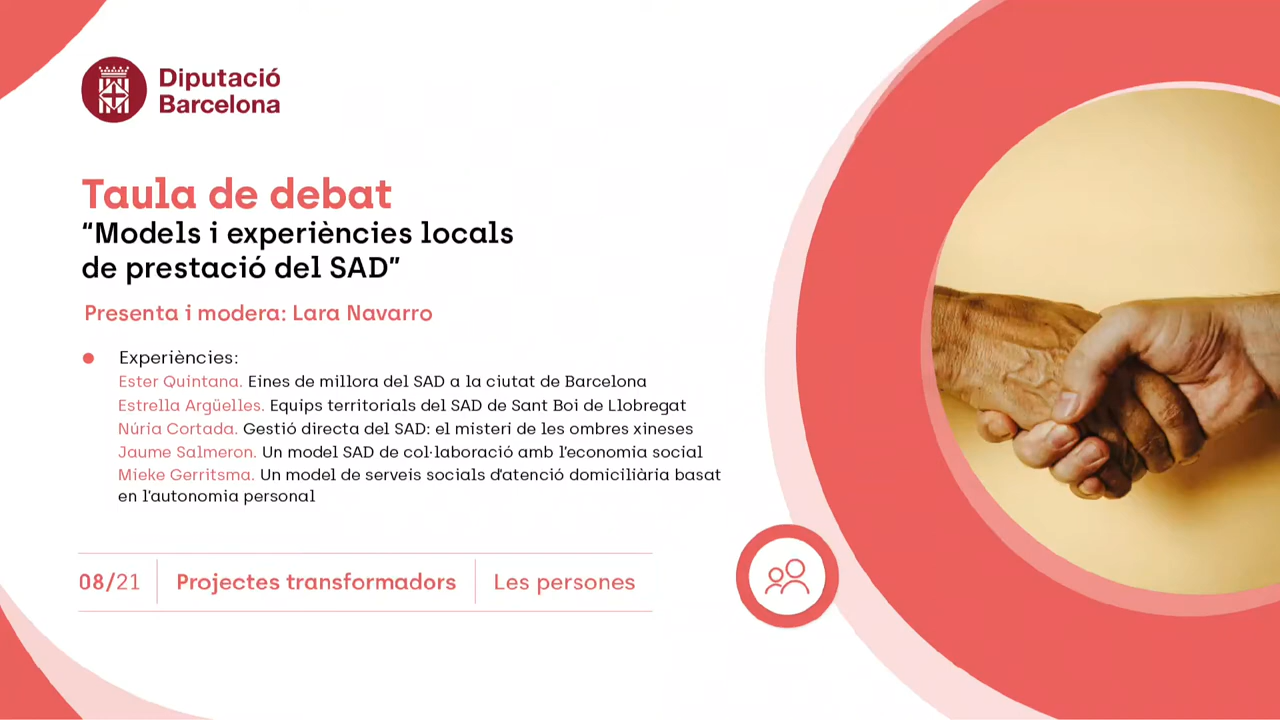 Diputació
Barcelona
Taula de debat
“Models i experiències locals
de prestació del SAD”
Presenta i modera: Lara Navarro
Experiències:
Ester Quintana. Eines de millora del SAD a la ciutat de Barcelona
Estrella Argüelles. Equips territorials del SAD de Sant Boi de Llobregat
Núria Cortada. Gestió directa del SAD: el misteri de les ombres xineses
Jaume Salmeron. Un model SAD de col·laboració amb l'economia social
Mieke Gerritsma. Un model de serveis socials d'atenció domiciliària basat
en l'autonomia personal
08/21 Projectes transformadors Les persones